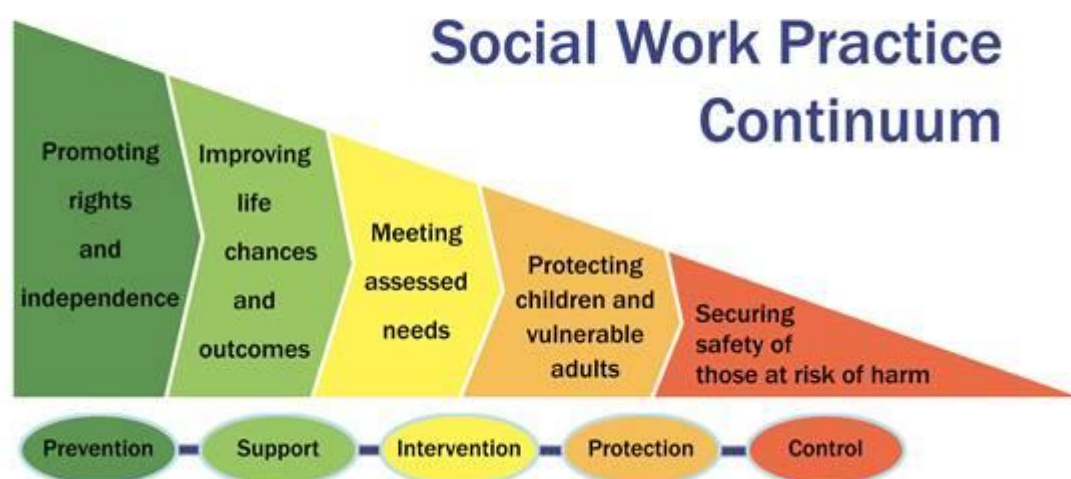 Social Work Practice
Continuum
Promoting
rights
and
independence
Improving
life
chances
and
outcomes
Meeting
assessed
needs
Protecting
children and
vulnerable
adults
Securing
safety of
those at risk of harm
Prevention
Support
Intervention
Protection
Control